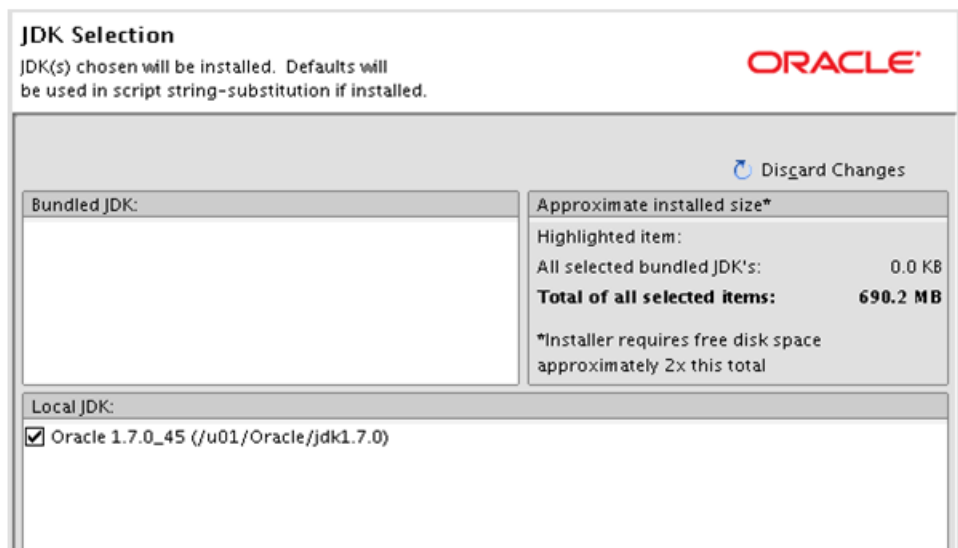 JDK Selection
JDK(s) chosen will be installed. Defaults will
be used in script string-substitution if installed.
ORACLE
Discard Changes
Bundled JDK:
Approximate installed size*
Highlighted item:
All selected bundled JDK's: 0.0 KB
Total of all selected items: 690.2 MB
*Installer requires free disk space
approximately 2x this total
Local JDK:
Oracle 1.7.0_45 (/u01/Oracle/jdk1.7.0)